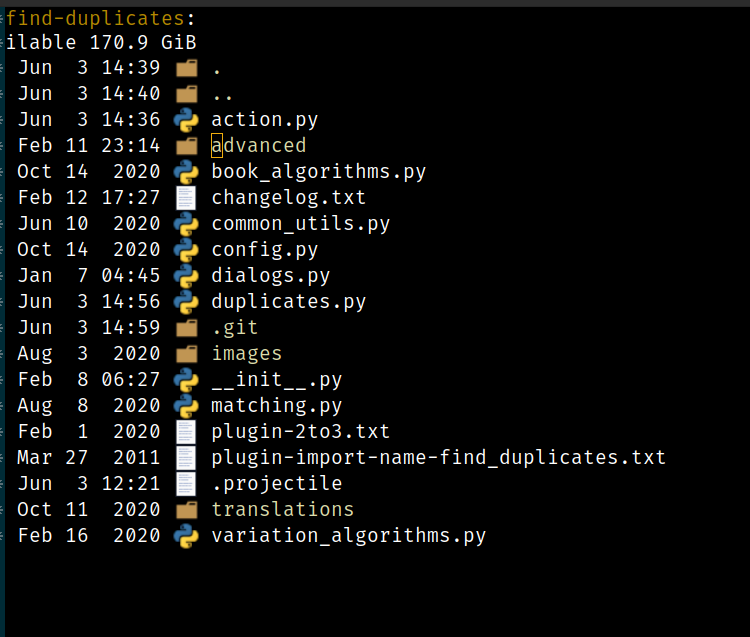 find-duplicates:
ilable 170.9 GiB
Jun  3 14:39 .
Jun  3 14:40 ..
Jun  3 14:36 action.py
Feb 11 23:14 advanced
Oct 14  2020 book_algorithms.py
Feb 12 17:27 changelog.txt
Jun 10  2020 common_utils.py
Oct 14  2020 config.py
Jan  7 04:45 dialogs.py
Jun  3 14:56 duplicates.py
Jun  3 14:59 .git
Aug  3  2020 images
Feb  8 06:27 __init__.py
Aug  8  2020 matching.py
Feb  1  2020 plugin-2to3.txt
Mar 27  2011 plugin-import-name-find_duplicates.txt
Jun  3 12:21 .projectile
Oct 11  2020 translations
Feb 16  2020 variation_algorithms.py